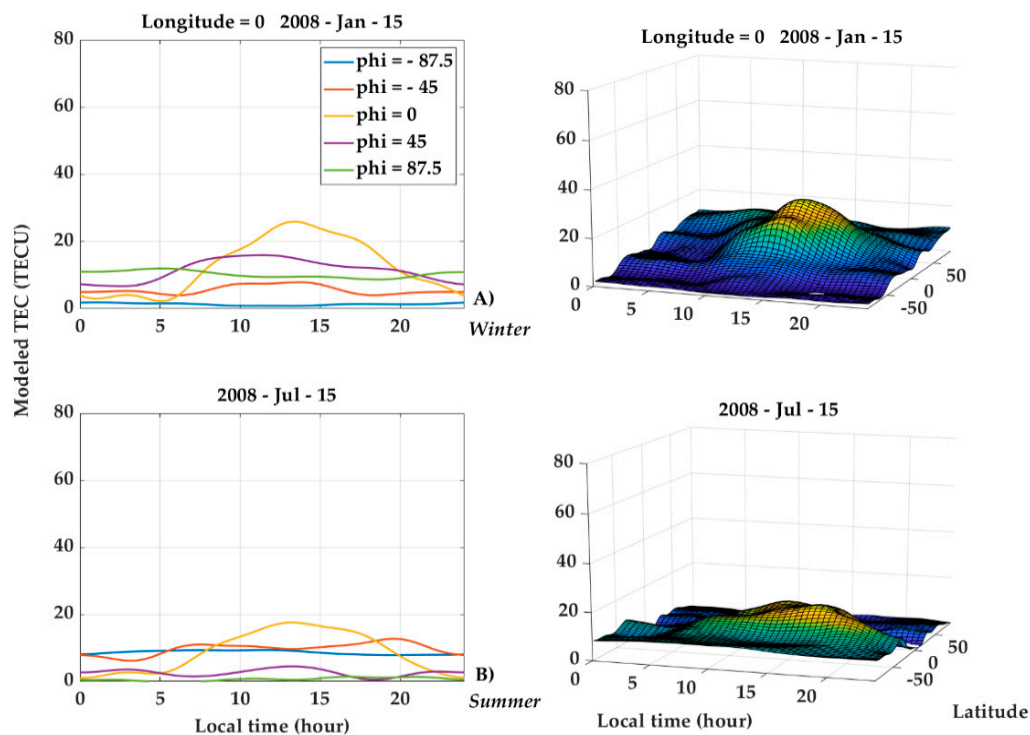 Longitude = 0 2008 - Jan - 15
80
60
40
20
0
0 5 10 15 20
phi = - 87.5
phi = - 45
phi = 0
phi = 45
phi = 87.5
A)
Winter
Modeled TEC (TECU)
Longitude = 0 2008 - Jan - 15
80
60
40
20
0
0 5 10 15 20
-50 0 50
2008 - Jul - 15
80
60
40
20
0
0 5 10 15 20
B)
Summer
Local time (hour)
2008 - Jul - 15
80
60
40
20
0
0 5 10 15 20
-50 0 50
Local time (hour)
Latitude